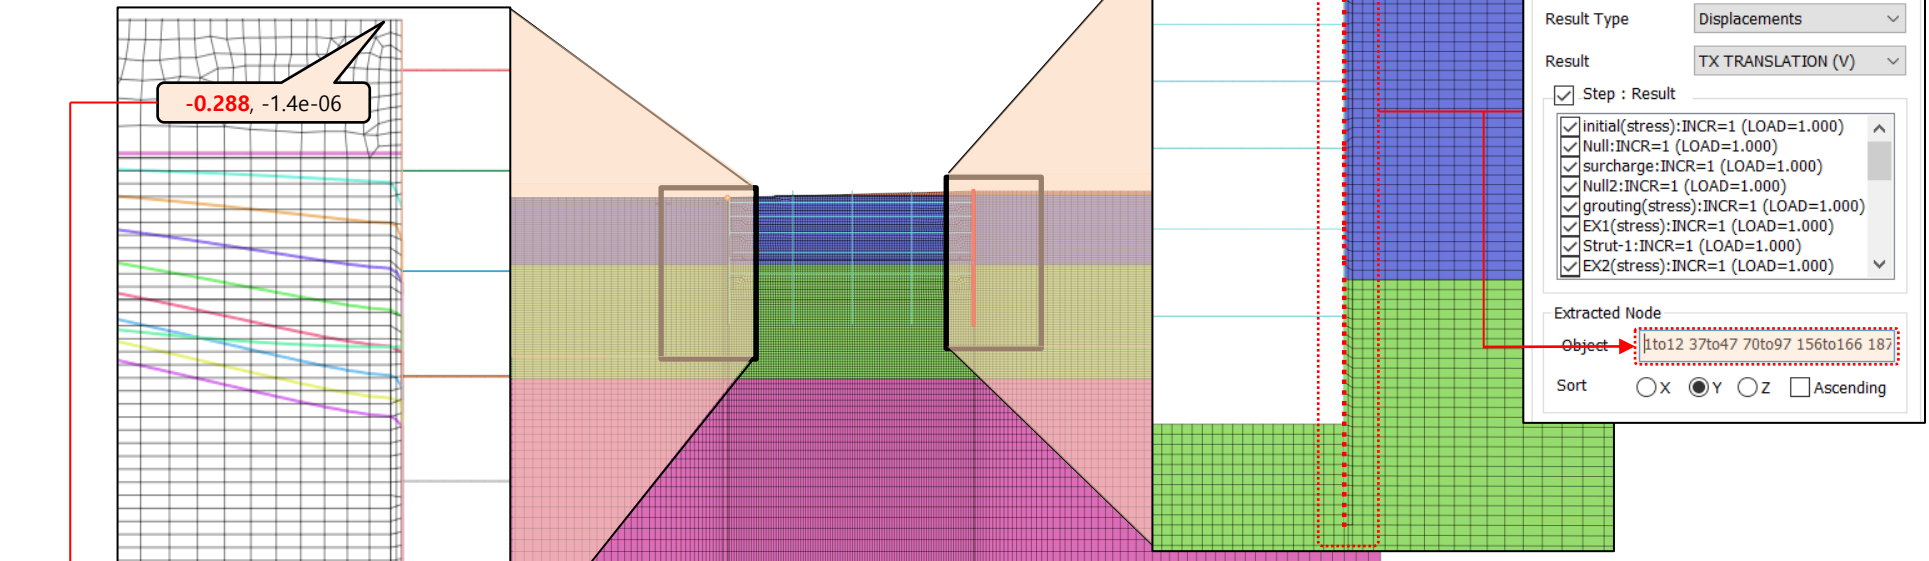 -0.288, -1.4e-06
Result Type
Displacements
Result
TX TRANSLATION (V)
Step : Result
initial(stress):INCR=1 (LOAD=1.000)
Null:INCR=1 (LOAD=1.000)
surcharge:INCR=1 (LOAD=1.000)
Null2:INCR=1 (LOAD=1.000)
grouting(stress):INCR=1 (LOAD=1.000)
EX1(stress):INCR=1 (LOAD=1.000)
Strut-1:INCR=1 (LOAD=1.000)
EX2(stress):INCR=1 (LOAD=1.000)
Extracted Node
Object
1to12 37to47 70to97 156to166 187
Sort
X
Y
Z
Ascending